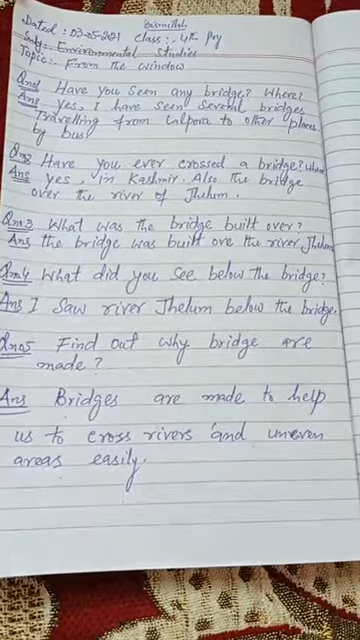 Bismillah
Dated : 03-05-2021 Class :. 4th Pry
Sub:- Environmental Studies
Topic:- From the window
Qno1 Have you seen any bridge? Where?
Ans yes, I have seen several bridges
Travelling from Lalpora to other places
by bus.
Qno2 Have you ever crossed a bridge? where
Ans yes, in Kashmir. Also the bridge
over the river of Jhelum.
Qno3 What was the bridge built over?
Ans the bridge was built ove the river Jhelum
Qno4 What did you see below the bridge?
Ans I Saw river Jhelum below the bridge.
Qno5 Find out why bridge are
made?
Ans Bridges are made to help
us to cross rivers and uneven
areas easily.